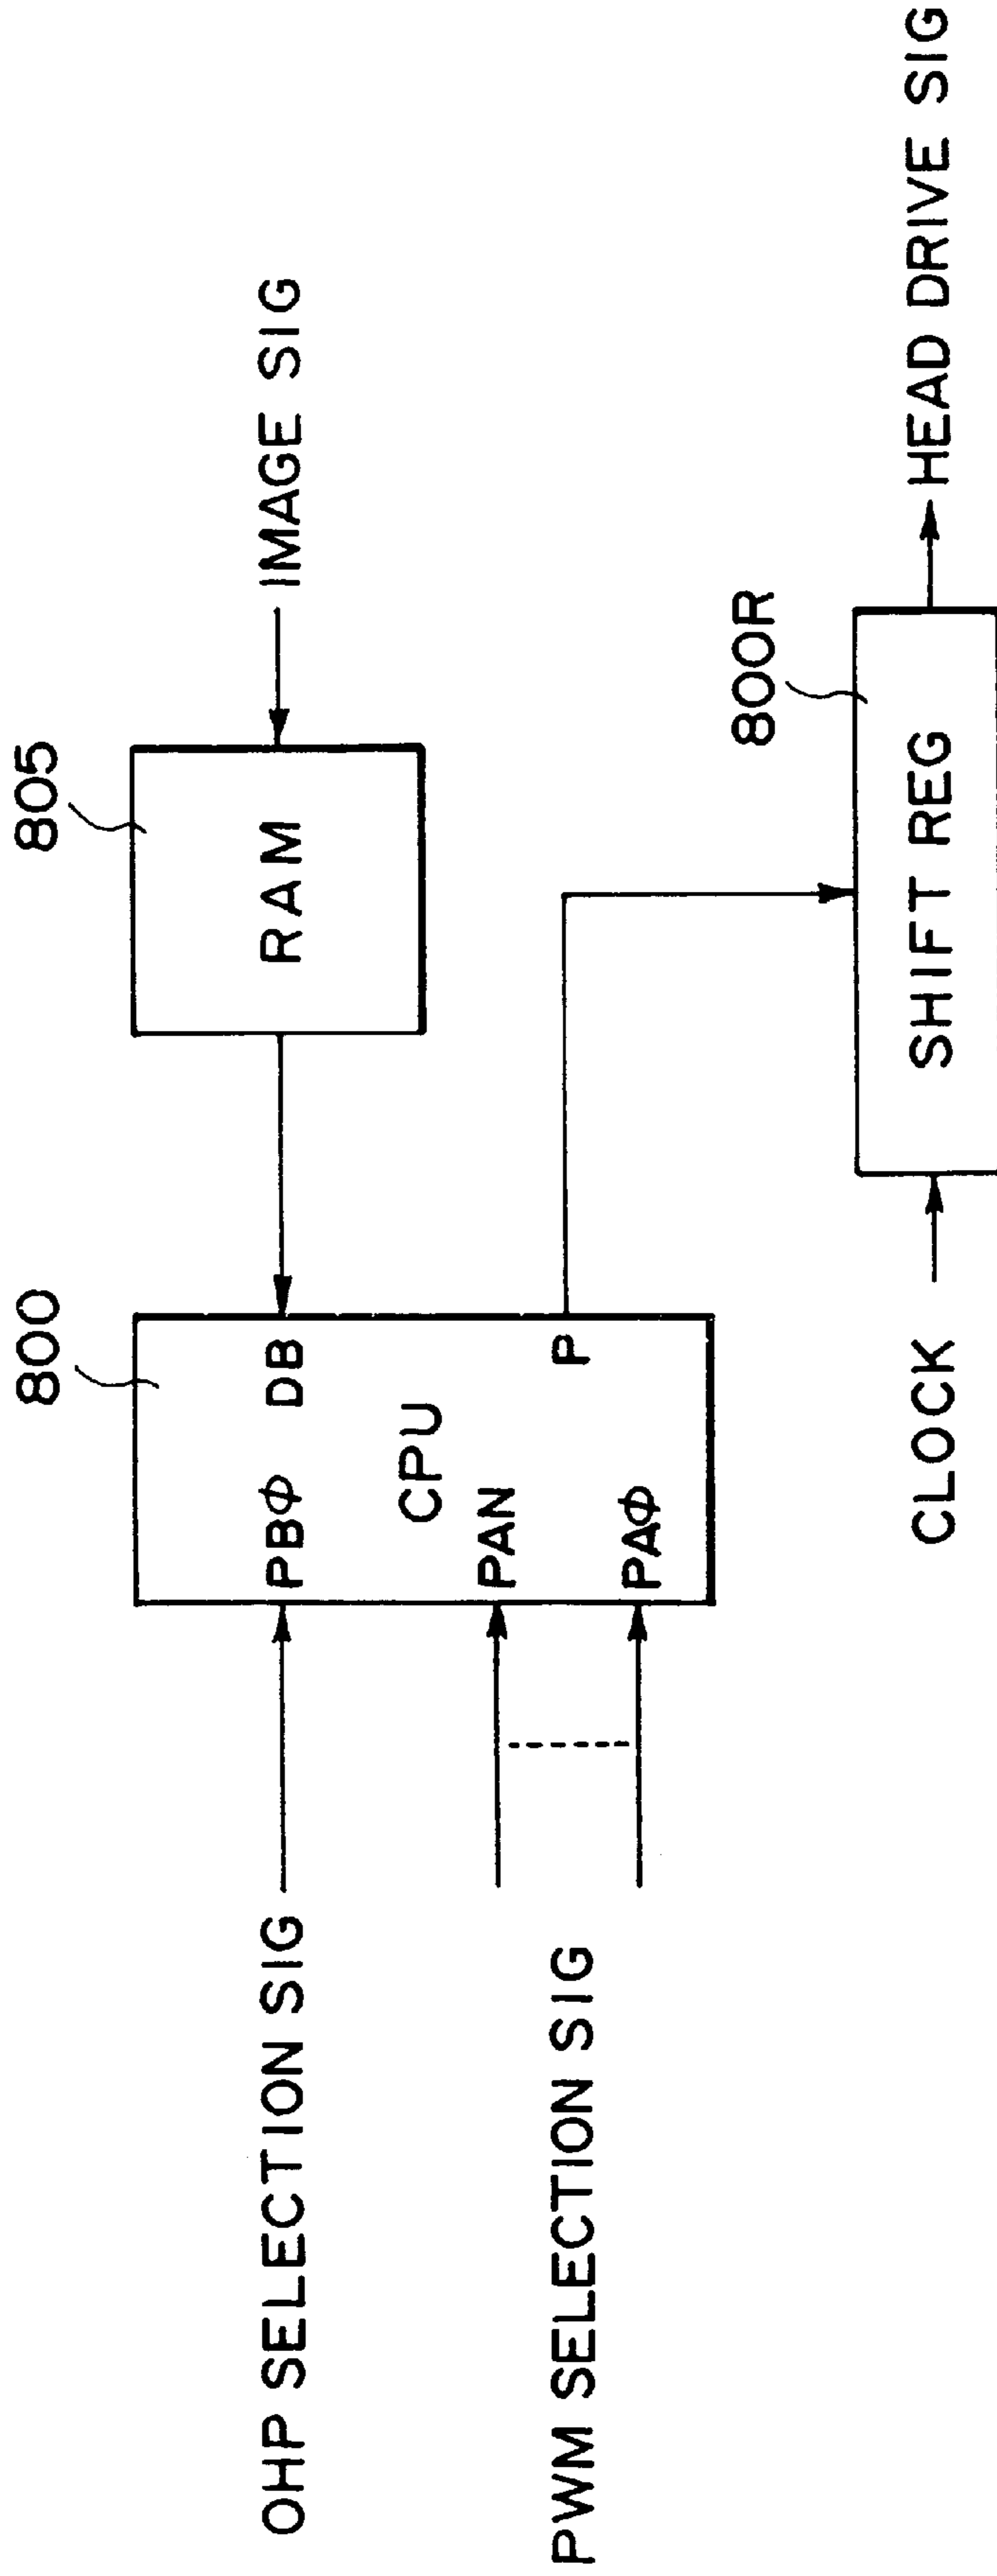 800
805
OHP SELECTION SIG
PBΦ DB
RAM
IMAGE SIG
CPU
PAN
PWM SELECTION SIG
P
PAΦ
800R
CLOCK
SHIFT REG
HEAD DRIVE SIG